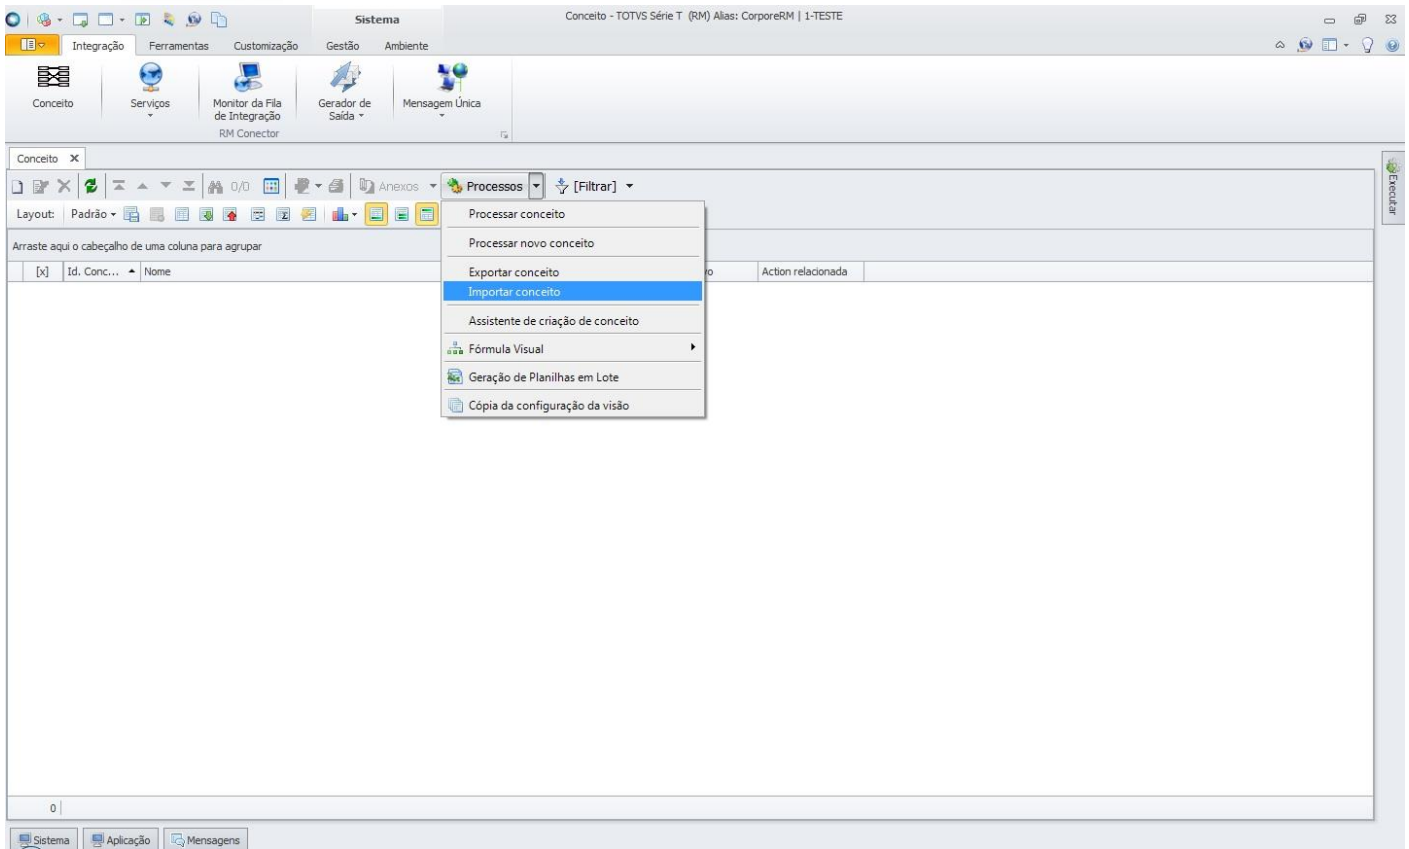 Sistema
Conceito - TOTVS Série T (RM) Alias: CorporeRM | 1-TESTE
Integração Ferramentas Customização Gestão Ambiente
Conceito
Serviços
Monitor da Fila
de Integração
Gerador de
Saída
Mensagem Única
RM Conector
Conceito X
0/0 Anexos Processos [Filtrar]
Layout: Padrão
Arraste aqui o cabeçalho de uma coluna para agrupar
[x] Id. Conc... Nome Action relacionada
Processar conceito
Processar novo conceito
Exportar conceito
Importar conceito
Assistente de criação de conceito
Fórmula Visual
Geração de Planilhas em Lote
Cópia da configuração da visão
Executar
0
Sistema Aplicação Mensagens